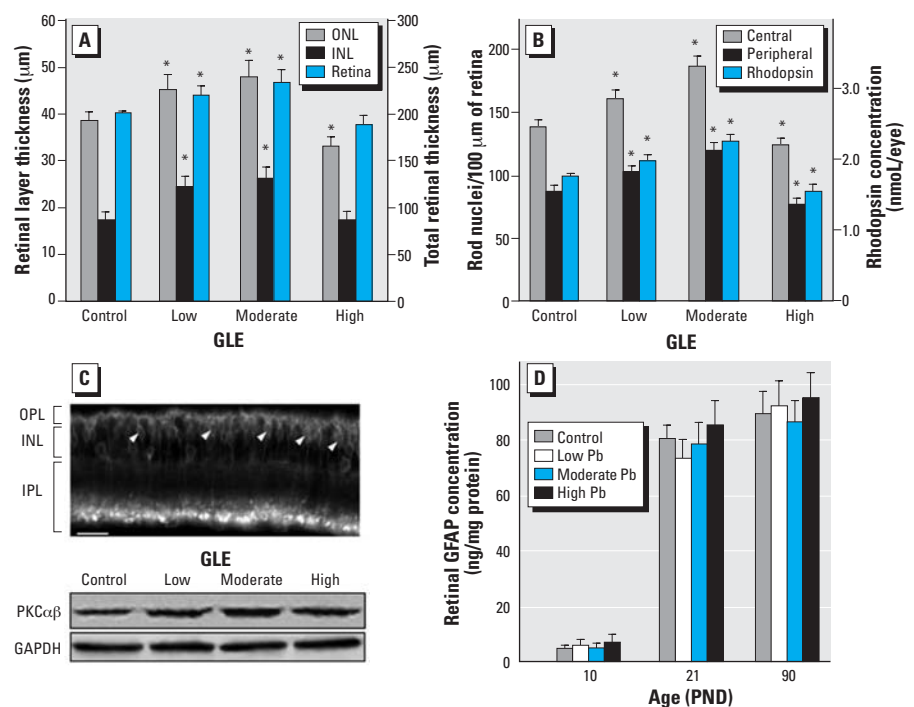 A
ONL
INL
Retina
Retinal layer thickness (μm)
60
50
40
30
20
10
0
Total retinal thickness (μm)
300
250
200
150
100
50
0
* * * * * * *
Control Low Moderate High
GLE
B
Central
Peripheral
Rhodopsin
Rod nuclei/100 μm of retina
200
150
100
50
0
Rhodopsin concentration
(nmoL/eye)
3.0
2.0
1.0
0
* * * * * * * * *
Control Low Moderate High
GLE
C
OPL
INL
IPL
GLE
Control Low Moderate High
PKCαβ
GAPDH
D
Control
Low Pb
Moderate Pb
High Pb
Retinal GFAP concentration
(ng/mg protein)
100
80
60
40
20
0
10 21 90
Age (PND)